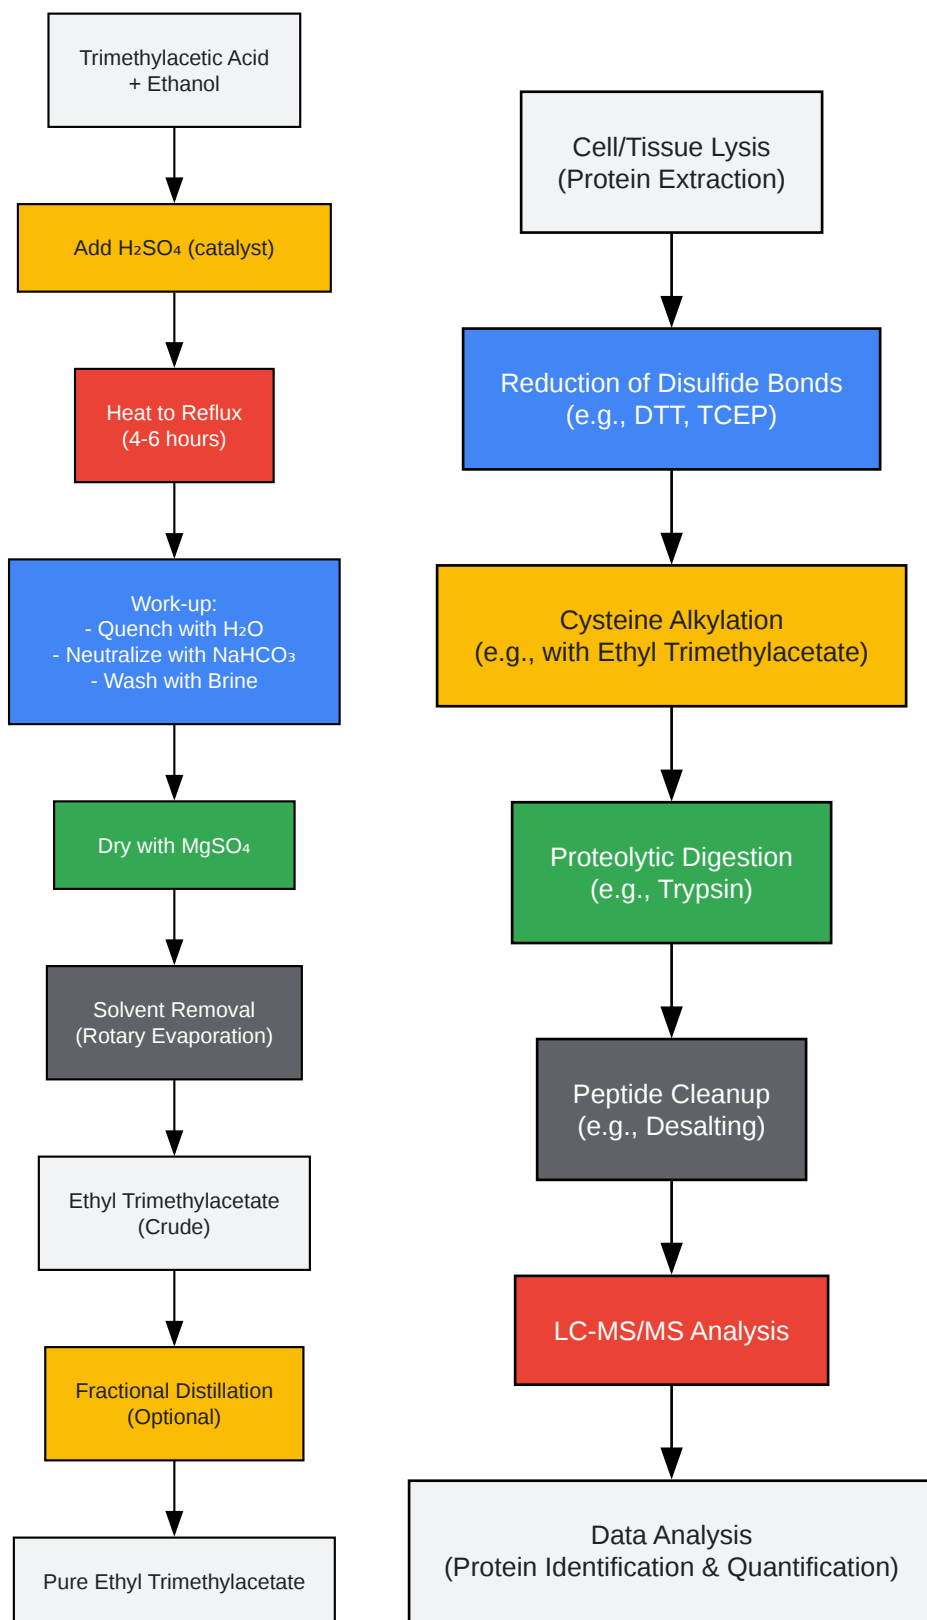 Trimethylacetic Acid
+ Ethanol
Add H₂SO₄ (catalyst)
Heat to Reflux
(4-6 hours)
Work-up:
- Quench with H₂O
- Neutralize with NaHCO₃
- Wash with Brine
Dry with MgSO₄
Solvent Removal
(Rotary Evaporation)
Ethyl Trimethylacetate
(Crude)
Fractional Distillation
(Optional)
Pure Ethyl Trimethylacetate
Cell/Tissue Lysis
(Protein Extraction)
Reduction of Disulfide Bonds
(e.g., DTT, TCEP)
Cysteine Alkylation
(e.g., with Ethyl Trimethylacetate)
Proteolytic Digestion
(e.g., Trypsin)
Peptide Cleanup
(e.g., Desalting)
LC-MS/MS Analysis
Data Analysis
(Protein Identification & Quantification)